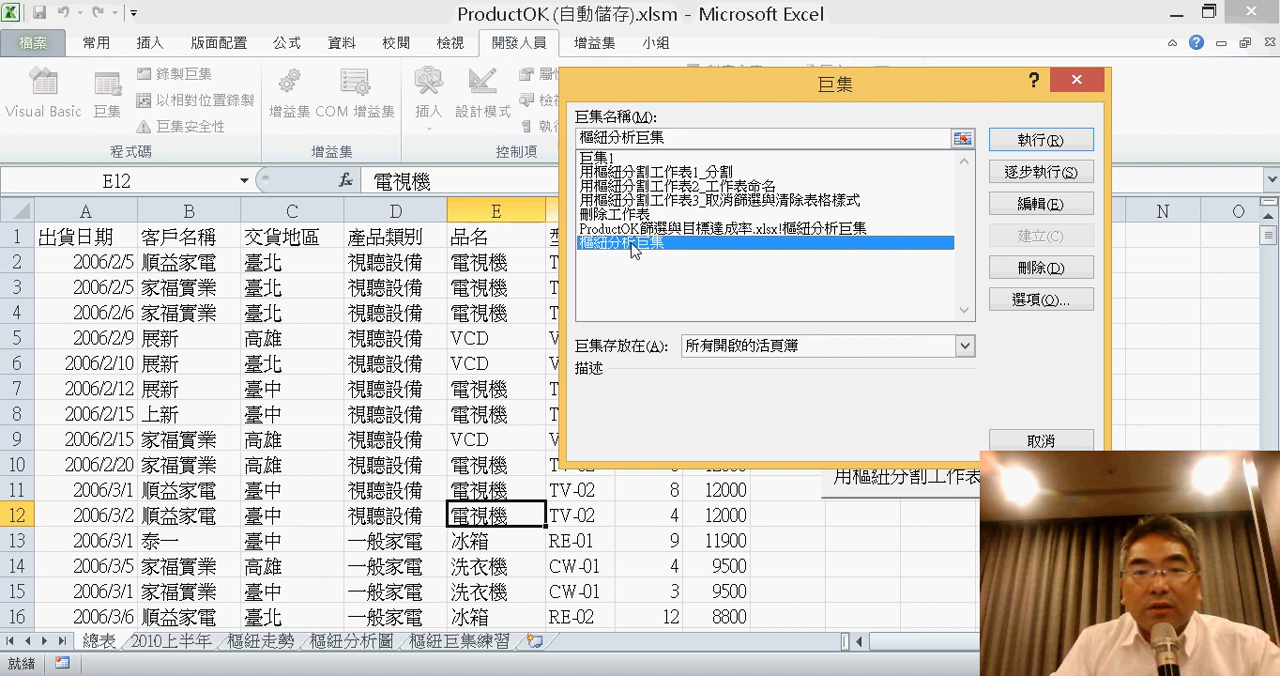 ProductOK (自動儲存).xlsm - Microsoft Excel
檔案 常用 插入 版面配置 公式 資料 校閱 檢視 開發人員 增益集 小組
Visual Basic 巨集 錄製巨集 以相對位置錄製 巨集安全性 增益集 COM 增益集 插入 設計模式
程式碼 增益集 控制項
E12 fx 電視機
A B C D E N O
1 出貨日期 客戶名稱 交貨地區 產品類別 品名
2 2006/2/5 順益家電 臺北 視聽設備 電視機
3 2006/2/5 家福實業 臺北 視聽設備 電視機
4 2006/2/6 家福實業 臺北 視聽設備 電視機
5 2006/2/9 展新 高雄 視聽設備 VCD
6 2006/2/10 展新 臺北 視聽設備 VCD
7 2006/2/12 展新 臺中 視聽設備 電視機
8 2006/2/15 上新 臺中 視聽設備 電視機
9 2006/2/15 家福實業 高雄 視聽設備 VCD
10 2006/2/20 家福實業 高雄 視聽設備 電視機
11 2006/3/1 順益家電 臺中 視聽設備 電視機 TV-02 8 12000
12 2006/3/2 順益家電 臺中 視聽設備 電視機 TV-02 4 12000
13 2006/3/1 泰一 臺中 一般家電 冰箱 RE-01 9 11900
14 2006/3/5 家福實業 高雄 一般家電 洗衣機 CW-01 4 9500
15 2006/3/1 家福實業 臺中 一般家電 洗衣機 CW-01 3 9500
16 2006/3/6 順益家電 臺北 一般家電 冰箱 RE-02 12 8800
用樞紐分割工作表
總表 2010上半年 樞紐走勢 樞紐分析圖 樞紐巨集練習
就緒
巨集
巨集名稱(M):
樞紐分析巨集
巨集1
用樞紐分割工作表1_分割
用樞紐分割工作表2_工作表命名
用樞紐分割工作表3_取消篩選與清除表格樣式
刪除工作表
ProductOK篩選與目標達成率.xlsx!樞紐分析巨集
樞紐分析巨集
巨集存放在(A): 所有開啟的活頁簿
描述
執行(R)
逐步執行(S)
編輯(E)
建立(C)
刪除(D)
選項(O)...
取消